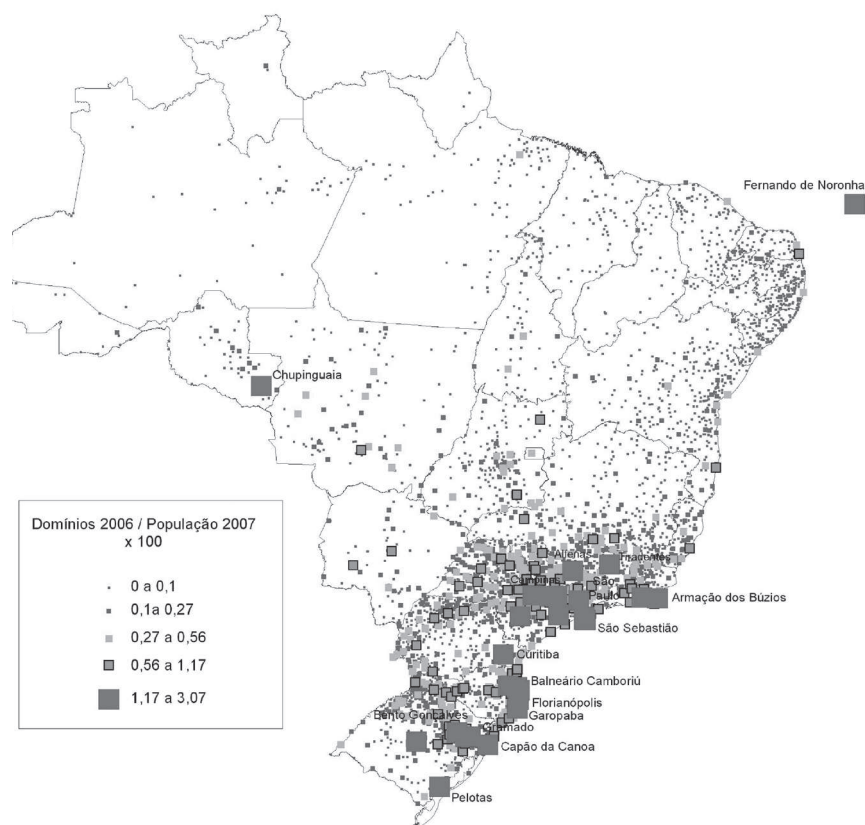 Fernando de Noronha
Chupinguaia
Domínios 2006 / População 2007
x 100
0 a 0,1
0,1a 0,27
0,27 a 0,56
0,56 a 1,17
1,17 a 3,07
Alfenas
Tiradentes
Campinas
São
Paulo
Armação dos Búzios
São Sebastião
Curitiba
Balneário Camboriú
Florianópolis
Garopaba
Bento Gonçalves
Gramado
Capão da Canoa
Pelotas